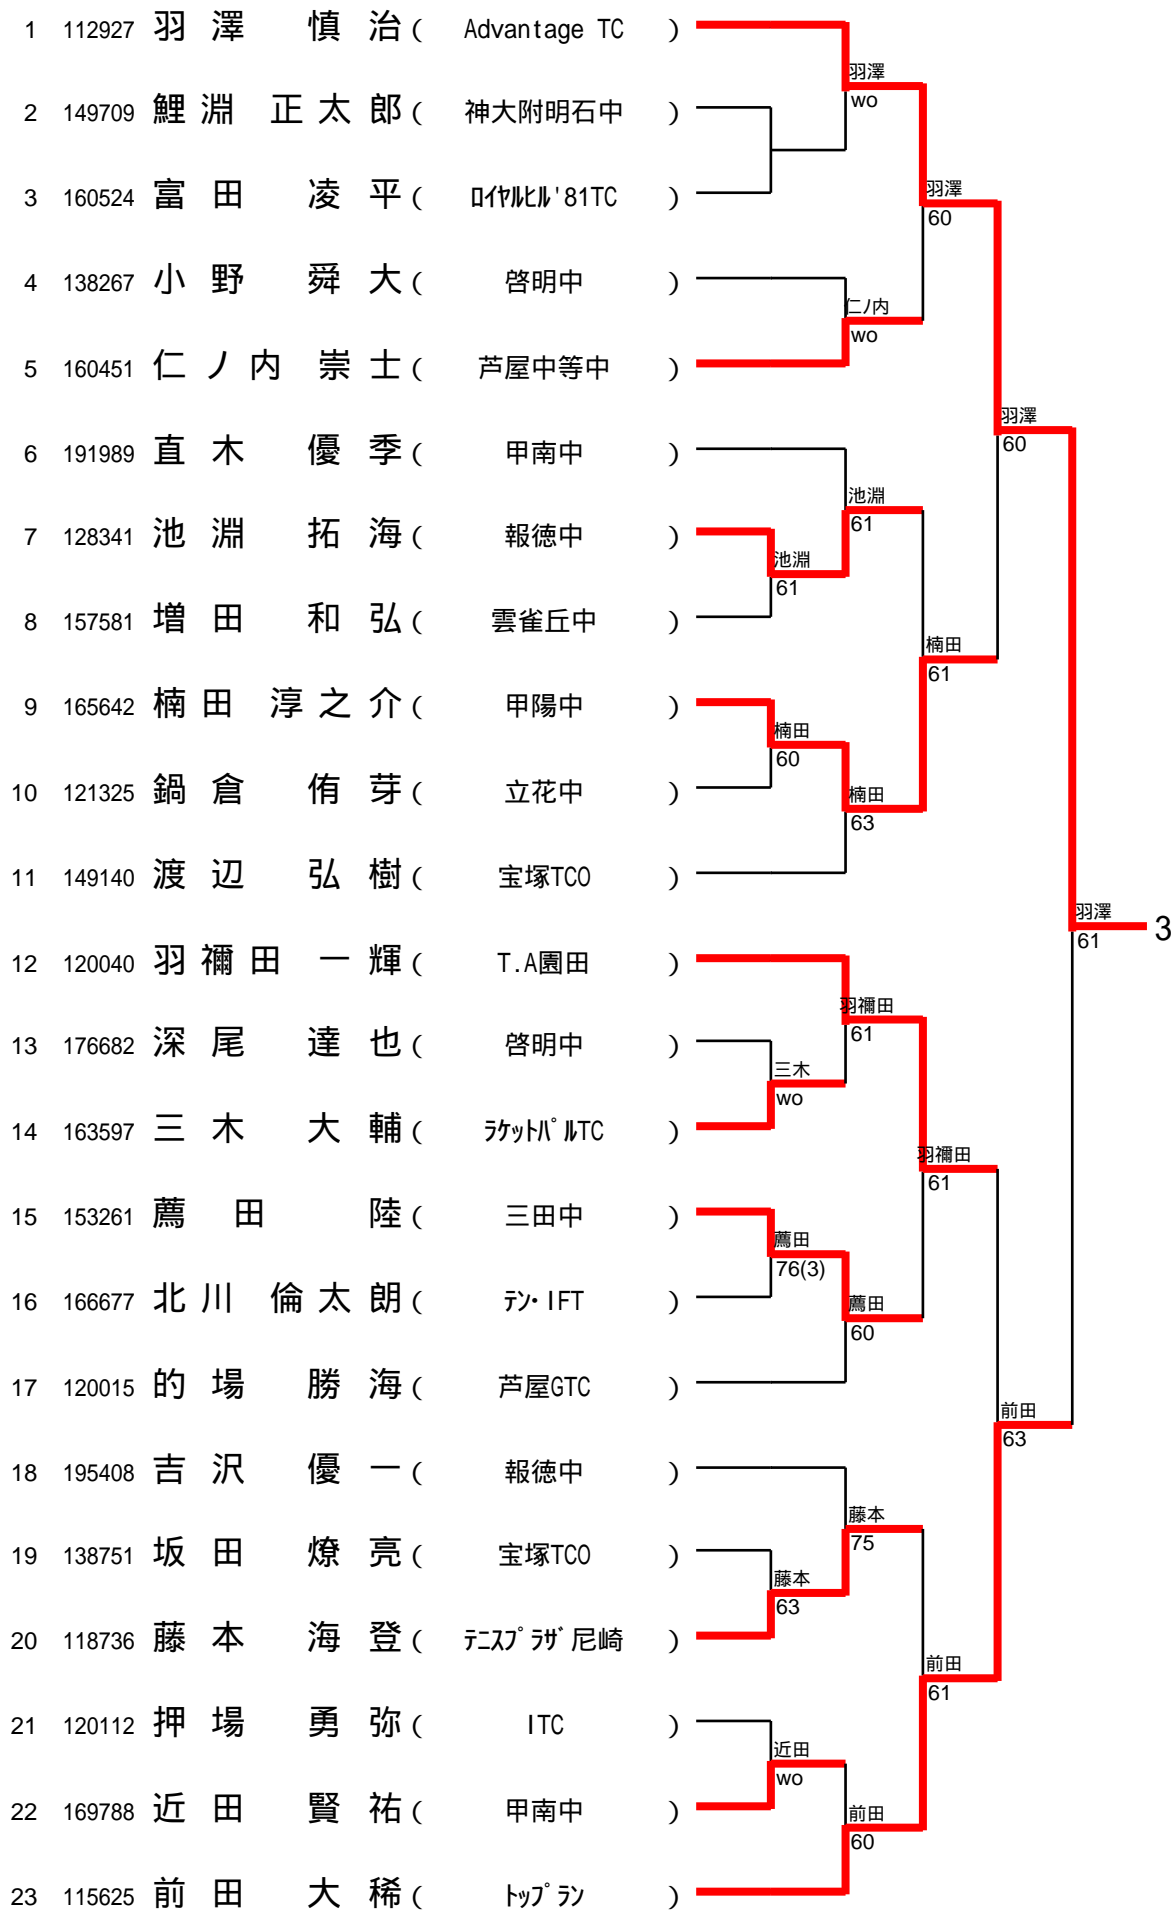 1 112927 羽澤 慎治 ( Advantage TC )
羽澤
wo
2 149709 鯉淵 正太郎 ( 神大附明石中 )
3 160524 富田 凌平 ( ﾛｲﾔﾙﾋﾙ'81TC )
羽澤
60
4 138267 小野 舜大 ( 啓明中 )
仁ノ内
wo
5 160451 仁ノ内 崇士 ( 芦屋中等中 )
羽澤
60
6 191989 直木 優季 ( 甲南中 )
池淵
61
7 128341 池淵 拓海 ( 報徳中 )
池淵
61
8 157581 増田 和弘 ( 雲雀丘中 )
楠田
61
9 165642 楠田 淳之介 ( 甲陽中 )
楠田
60
10 121325 鍋倉 侑芽 ( 立花中 )
楠田
63
11 149140 渡辺 弘樹 ( 宝塚TCO )
羽澤
61
3
12 120040 羽禰田 一輝 ( T.A園田 )
羽禰田
61
13 176682 深尾 達也 ( 啓明中 )
三木
wo
14 163597 三木 大輔 ( ﾗｹｯﾄﾊﾟﾙTC )
羽禰田
61
15 153261 薦田 陸 ( 三田中 )
薦田
76(3)
16 166677 北川 倫太朗 ( ﾃﾝ･IFT )
薦田
60
17 120015 的場 勝海 ( 芦屋GTC )
前田
63
18 195408 吉沢 優一 ( 報徳中 )
藤本
75
19 138751 坂田 燎亮 ( 宝塚TCO )
藤本
63
20 118736 藤本 海登 ( ﾃﾆｽﾌﾟﾗｻﾞ尼崎 )
前田
61
21 120112 押場 勇弥 ( ITC )
近田
wo
22 169788 近田 賢祐 ( 甲南中 )
前田
60
23 115625 前田 大稀 ( ﾄｯﾌﾟﾗﾝ )